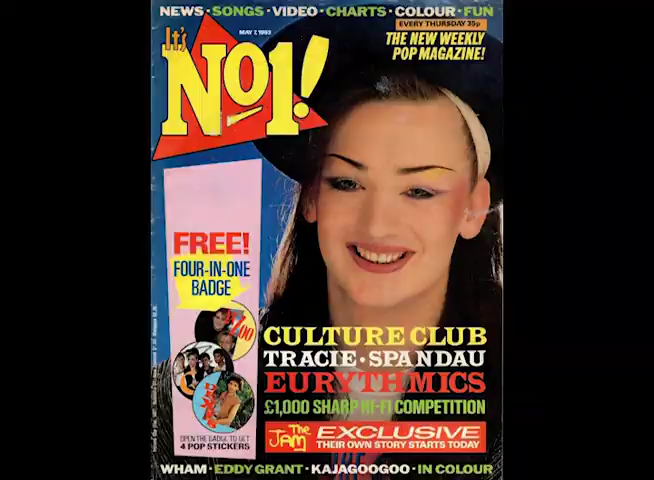 NEWS · SONGS · VIDEO · CHARTS · COLOUR · FUN
EVERY THURSDAY 35p
It's
MAY 7, 1983
THE NEW WEEKLY
POP MAGAZINE!
No1!
FREE!
FOUR-IN-ONE
BADGE
CULTURE CLUB
TRACIE · SPANDAU
EURYTHMICS
£1,000 SHARP HI-FI COMPETITION
OPEN THE BADGE TO GET
4 POP STICKERS
The
JAM
EXCLUSIVE
THEIR OWN STORY STARTS TODAY
WHAM · EDDY GRANT · KAJAGOOGOO · IN COLOUR